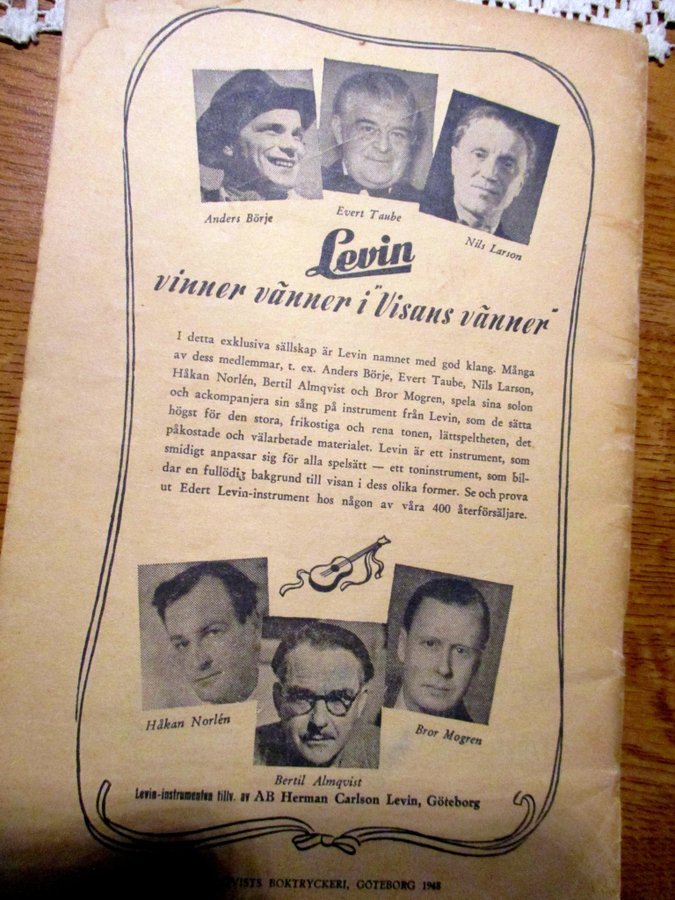 Anders Börje
Evert Taube
Nils Larson
Levin
vinner vänner i "Visans vänner"
I detta exklusiva sällskap är Levin namnet med god klang. Många
av dess medlemmar, t. ex. Anders Börje, Evert Taube, Nils Larson,
Håkan Norlén, Bertil Almqvist och Bror Mogren, spela sina solon
och ackompanjera sin sång på instrument från Levin, som de sätta
högst för den stora, frikostiga och rena tonen, lättspeltheten, det
påkostade och välarbetade materialet. Levin är ett instrument, som
smidigt anpassar sig för alla spelsätt — ett toninstrument, som bil-
dar en fullödig bakgrund till visan i dess olika former. Se och prova
ut Edert Levin-instrument hos någon av våra 400 återförsäljare.
Håkan Norlén
Bror Mogren
Bertil Almqvist
Levin-instrumenten tillv. av AB Herman Carlson Levin, Göteborg
BOKTRYCKERI, GÖTEBORG 1948